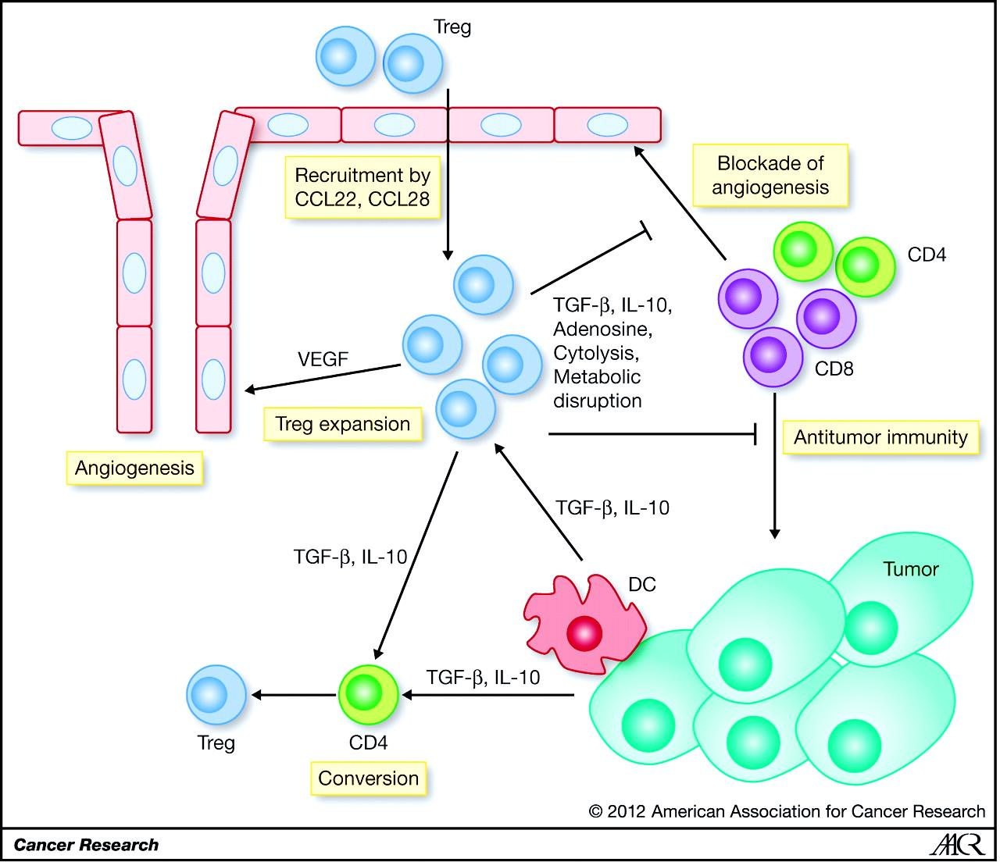 Treg
Recruitment by
CCL22, CCL28
Blockade of
angiogenesis
CD4
TGF-β, IL-10,
Adenosine,
Cytolysis,
Metabolic
disruption
CD8
VEGF
Treg expansion
Antitumor immunity
Angiogenesis
TGF-β, IL-10
TGF-β, IL-10
DC
Tumor
TGF-β, IL-10
Treg
CD4
Conversion
© 2012 American Association for Cancer Research
Cancer Research
AACR